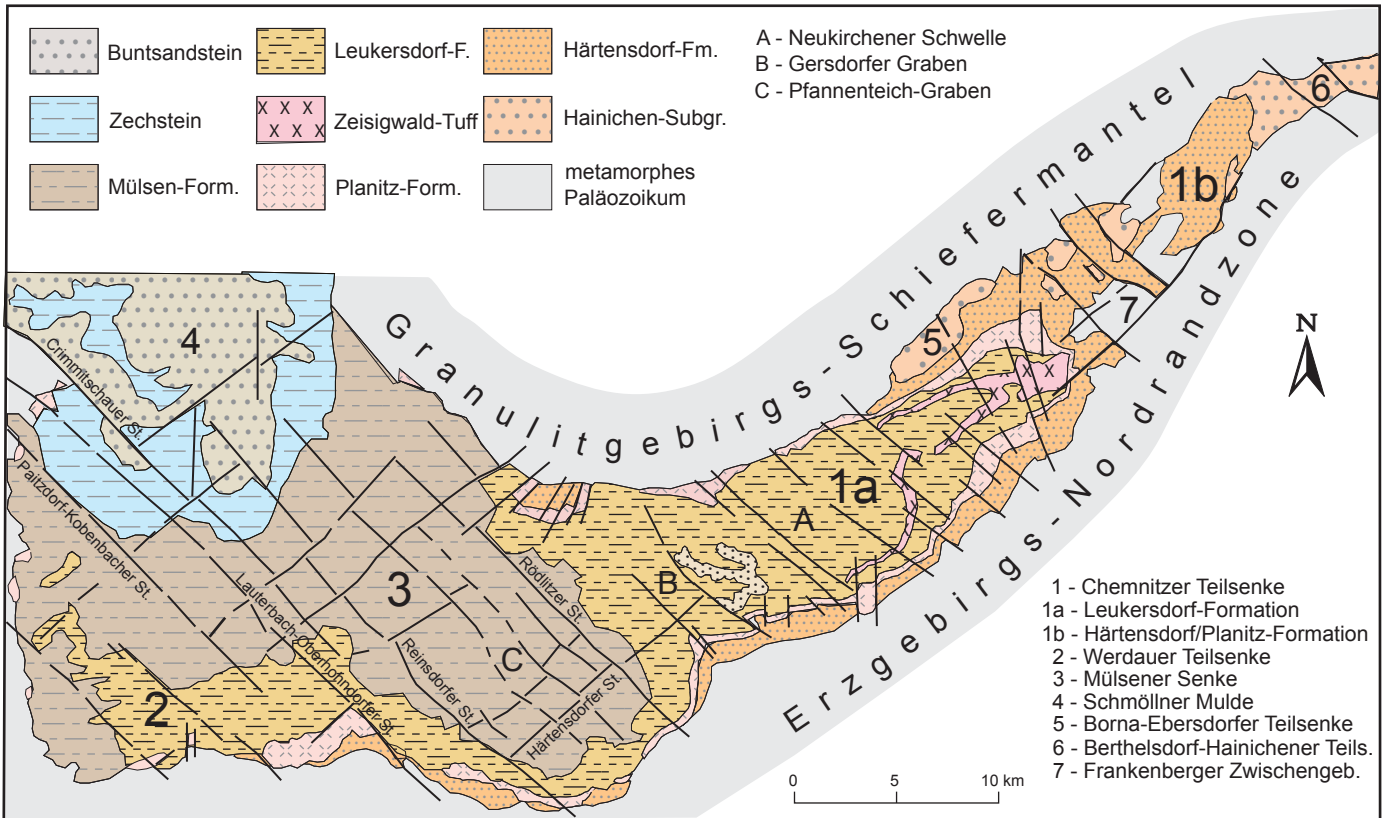 Buntsandstein
Zechstein
Mülsen-Form.
Leukersdorf-F.
Zeisigwald-Tuff
Planitz-Form.
Härtensdorf-Fm.
Hainichen-Subgr.
metamorphes
Paläozoikum
A - Neukirchener Schwelle
B - Gersdorfer Graben
C - Pfannenteich-Graben
Granulitgebirgs-Schiefermantel
Erzgebirgs-Nordrandzone
6
1b
7
5
4
1a
A
B
3
C
2
Crimmitschauer St.
Paitzdorf-Kobenbacher St.
Lauterbach-Oberhohndorfer St.
Rödlitzer St.
Reinsdorfer St.
Härtensdorfer St.
N
1 - Chemnitzer Teilsenke
1a - Leukersdorf-Formation
1b - Härtensdorf/Planitz-Formation
2 - Werdauer Teilsenke
3 - Mülsener Senke
4 - Schmöllner Mulde
5 - Borna-Ebersdorfer Teilsenke
6 - Berthelsdorf-Hainichener Teils.
7 - Frankenberger Zwischengeb.
0 5 10 km